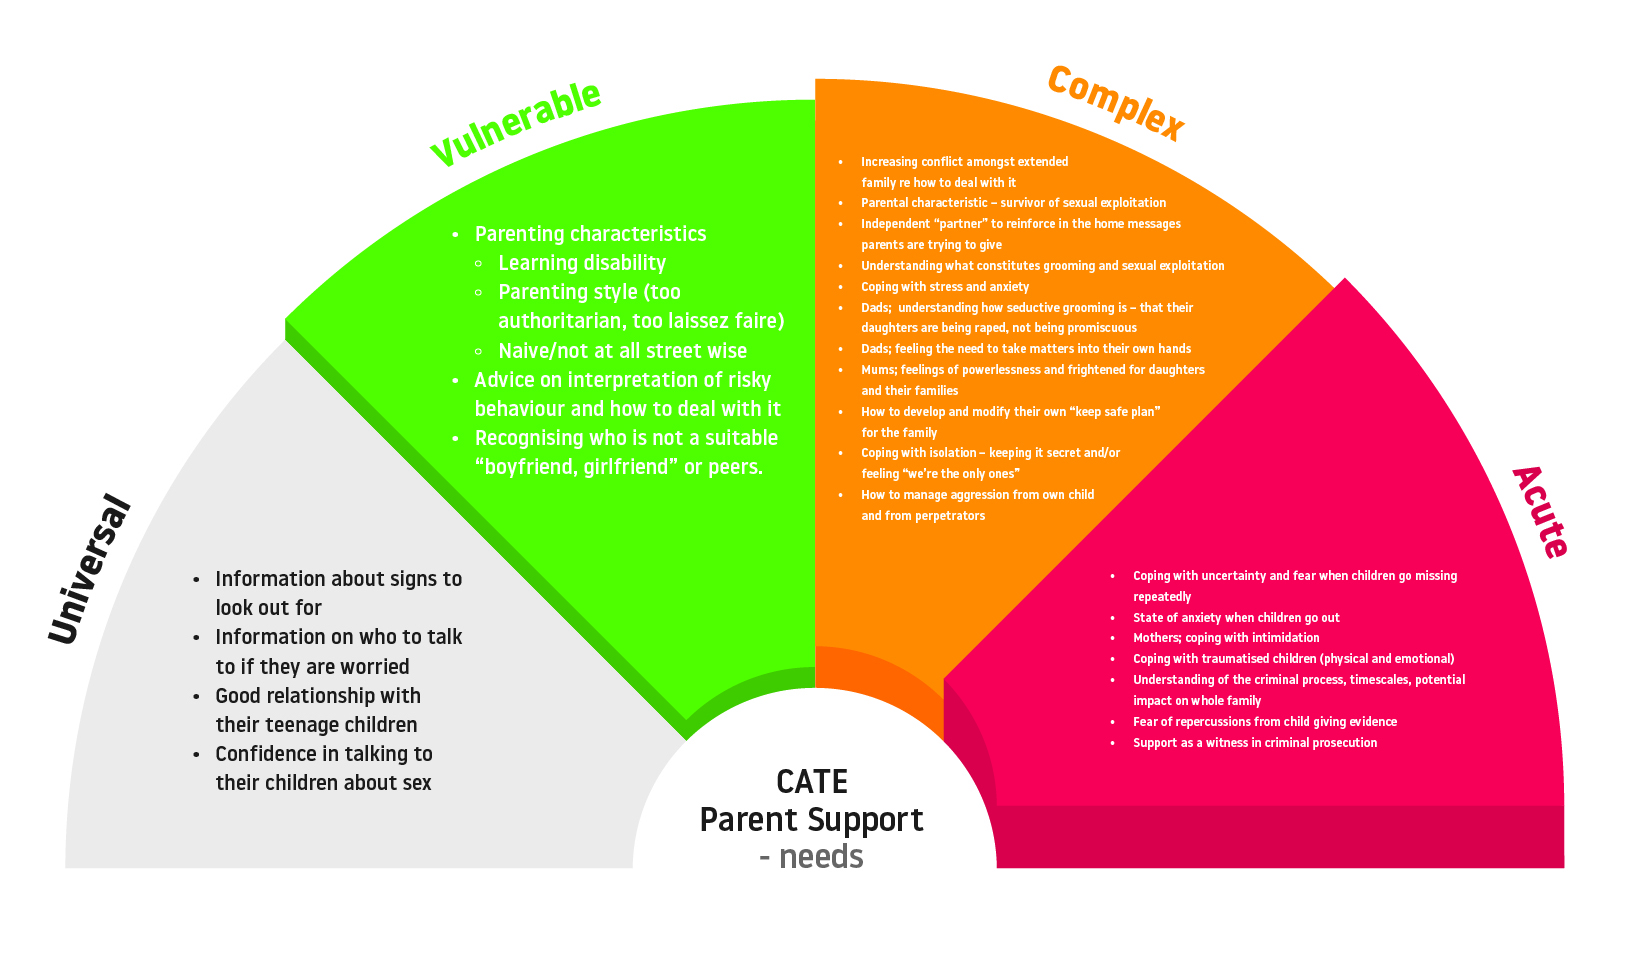 Universal
• Information about signs to
look out for
• Information on who to talk
to if they are worried
• Good relationship with
their teenage children
• Confidence in talking to
their children about sex
Vulnerable
• Parenting characteristics
○ Learning disability
○ Parenting style (too
authoritarian, too laissez faire)
○ Naive/not at all street wise
• Advice on interpretation of risky
behaviour and how to deal with it
• Recognising who is not a suitable
“boyfriend, girlfriend” or peers.
Complex
• Increasing conflict amongst extended
family re how to deal with it
• Parental characteristic – survivor of sexual exploitation
• Independent “partner” to reinforce in the home messages
parents are trying to give
• Understanding what constitutes grooming and sexual exploitation
• Coping with stress and anxiety
• Dads; understanding how seductive grooming is – that their
daughters are being raped, not being promiscuous
• Dads; feeling the need to take matters into their own hands
• Mums; feelings of powerlessness and frightened for daughters
and their families
• How to develop and modify their own “keep safe plan”
for the family
• Coping with isolation – keeping it secret and/or
feeling “we’re the only ones”
• How to manage aggression from own child
and from perpetrators
Acute
• Coping with uncertainty and fear when children go missing
repeatedly
• State of anxiety when children go out
• Mothers; coping with intimidation
• Coping with traumatised children (physical and emotional)
• Understanding of the criminal process, timescales, potential
impact on whole family
• Fear of repercussions from child giving evidence
• Support as a witness in criminal prosecution
CATE
Parent Support
- needs